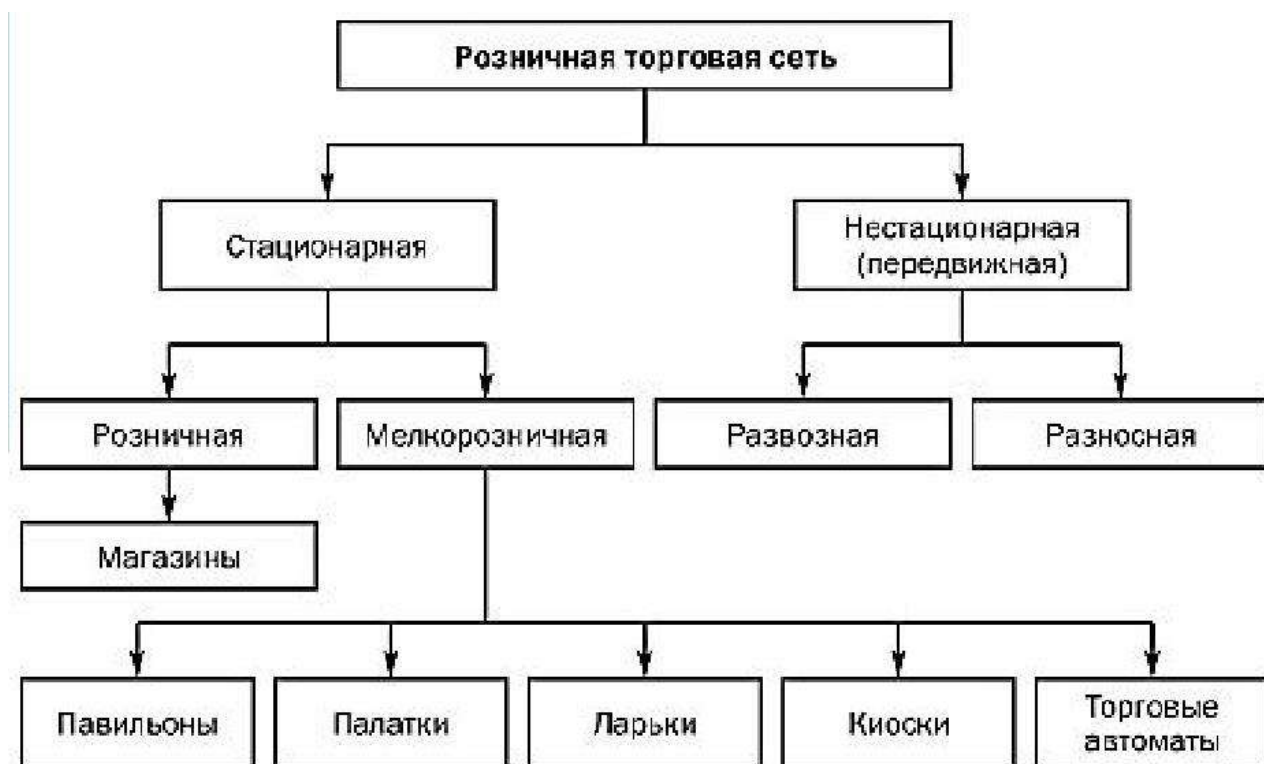 Розничная торговая сеть
Стационарная
Нестационарная
(передвижная)
Розничная
Мелкорозничная
Развозная
Разносная
Магазины
Павильоны
Палатки
Ларьки
Киоски
Торговые
автоматы